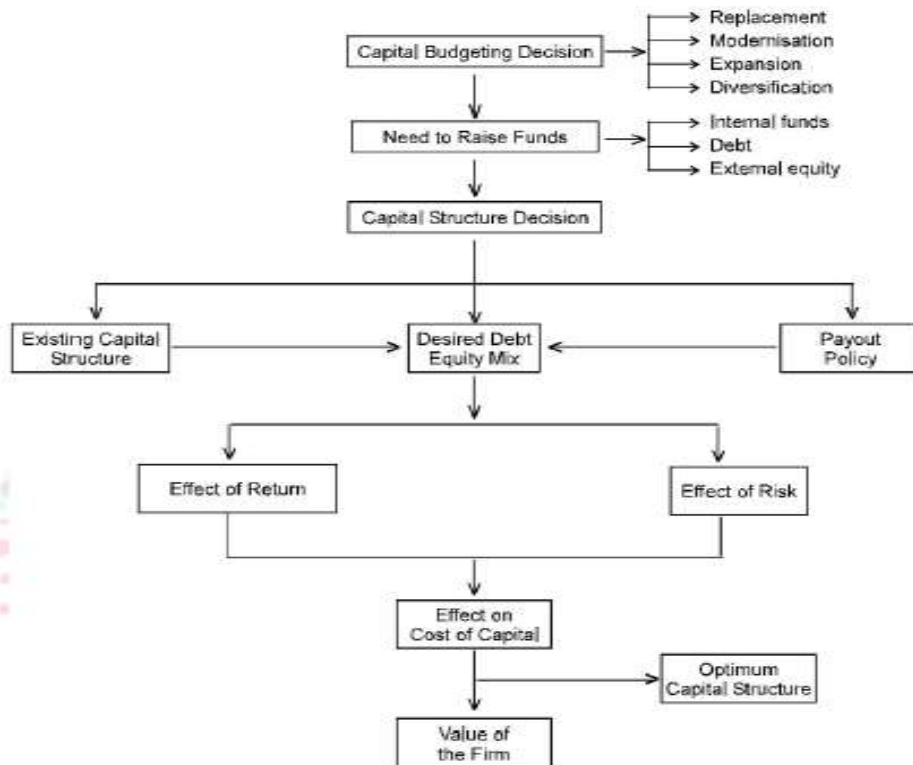 Capital Budgeting Decision
Replacement
Modernisation
Expansion
Diversification
Need to Raise Funds
Internal funds
Debt
External equity
Capital Structure Decision
Existing Capital
Structure
Desired Debt
Equity Mix
Payout
Policy
Effect of Return
Effect of Risk
Effect on
Cost of Capital
Optimum
Capital Structure
Value of
the Firm